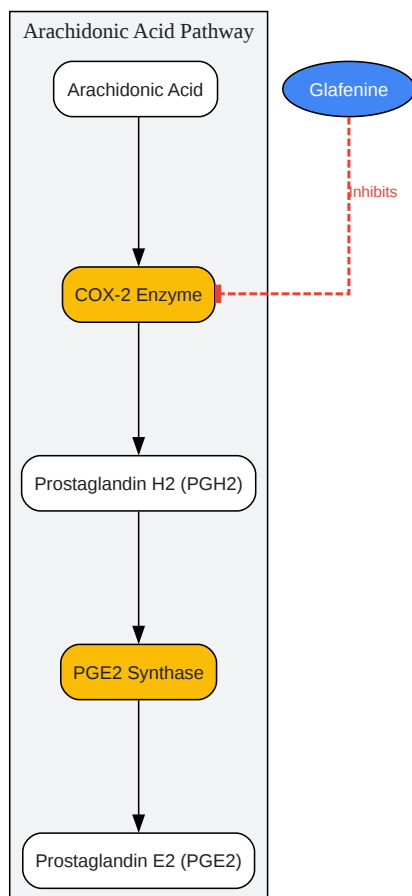 Arachidonic Acid Pathway
Arachidonic Acid
Glafenine
Inhibits
COX-2 Enzyme
Prostaglandin H2 (PGH2)
PGE2 Synthase
Prostaglandin E2 (PGE2)